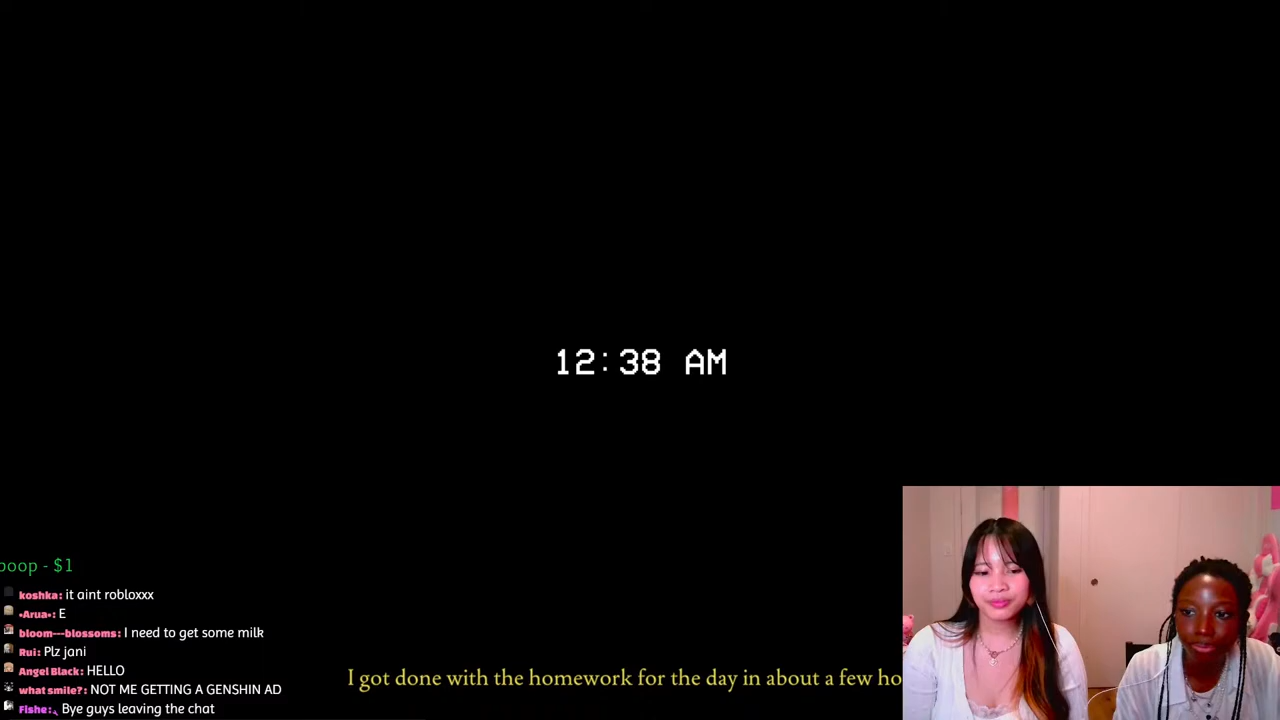 12:38 AM
poop - $1
koshka: it aint robloxxx
•Arua•: E
bloom---blossoms: I need to get some milk
Rui: Plz jani
Angel Black: HELLO
what smile?: NOT ME GETTING A GENSHIN AD
Fishe: Bye guys leaving the chat
I got done with the homework for the day in about a few ho